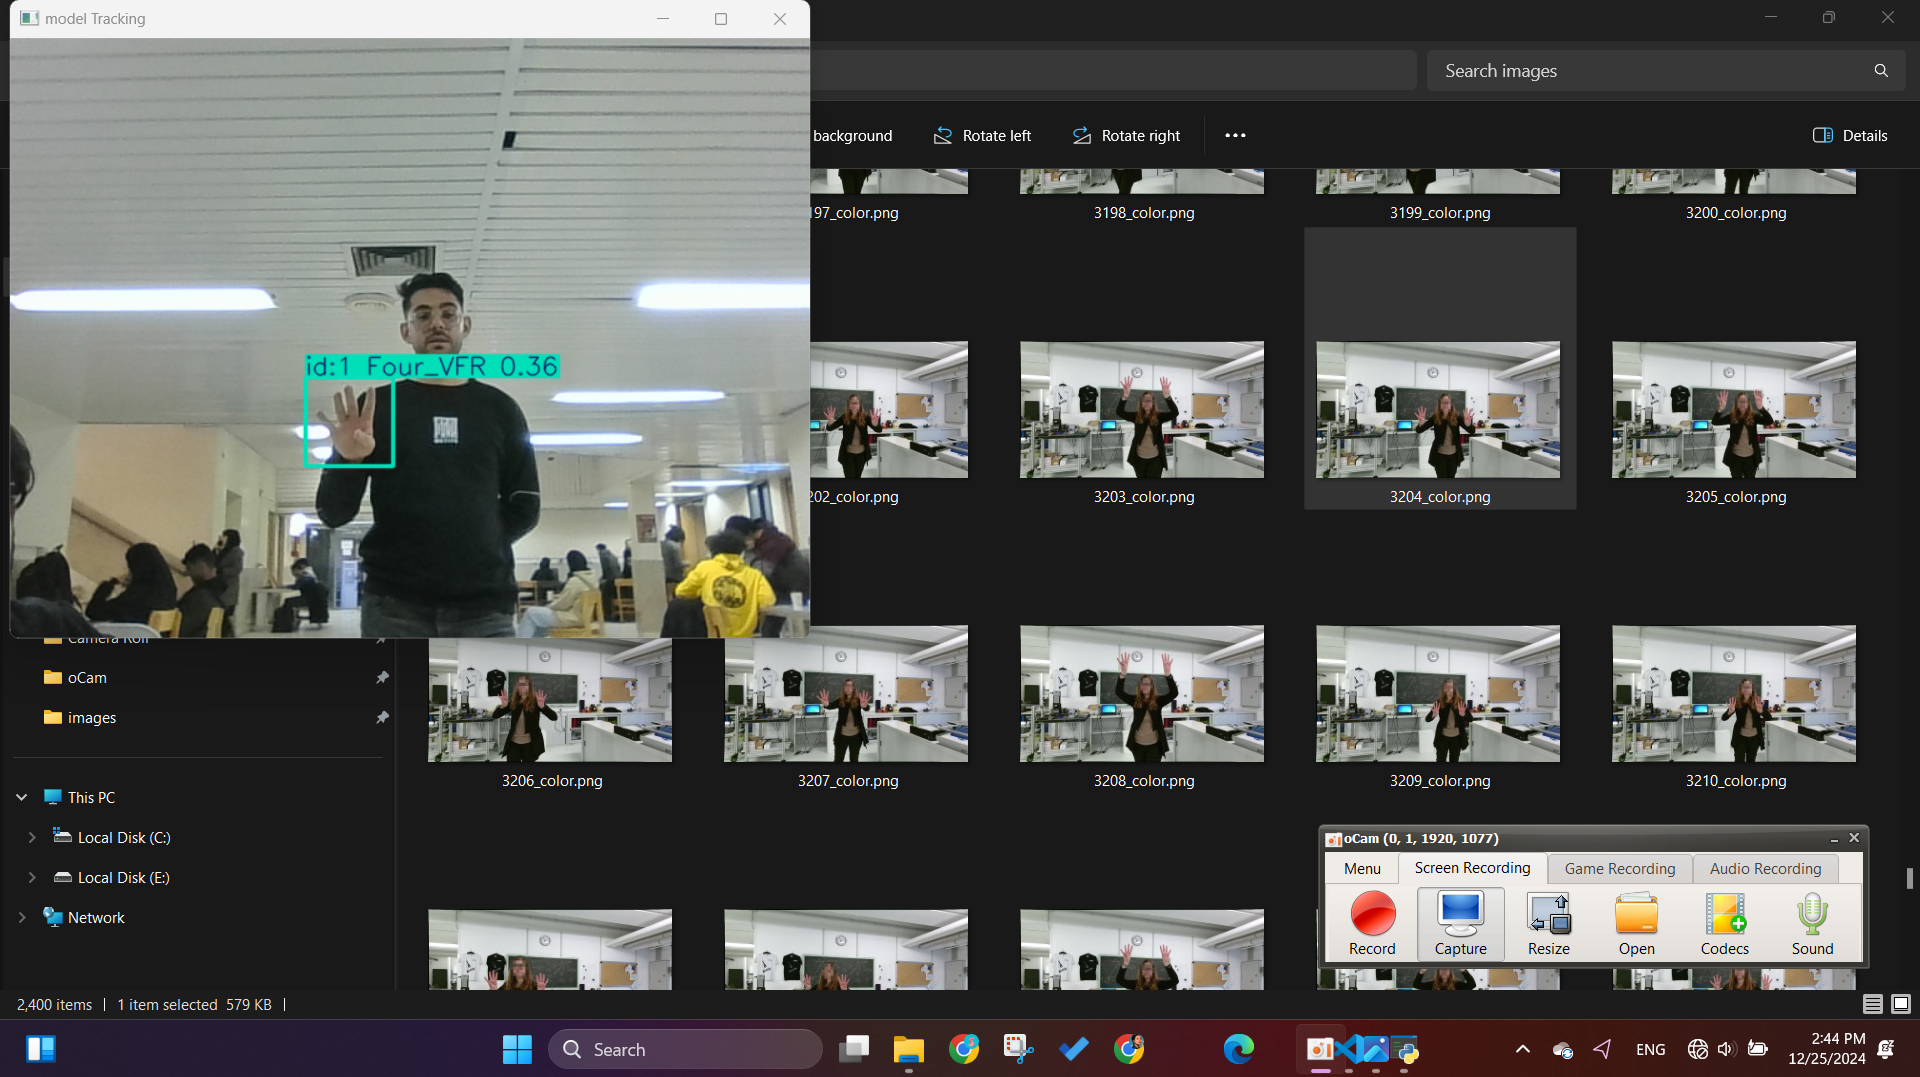 model Tracking
Search images
background
Rotate left
Rotate right
Details
id:1 Four_VFR 0.36
197_color.png
3198_color.png
3199_color.png
3200_color.png
202_color.png
3203_color.png
3204_color.png
3205_color.png
Camera Roll
oCam
images
3206_color.png
3207_color.png
3208_color.png
3209_color.png
3210_color.png
This PC
Local Disk (C:)
Local Disk (E:)
Network
oCam (0, 1, 1920, 1077)
Menu
Screen Recording
Game Recording
Audio Recording
Record
Capture
Resize
Open
Codecs
Sound
2,400 items
1 item selected 579 KB
Search
ENG
2:44 PM
12/25/2024